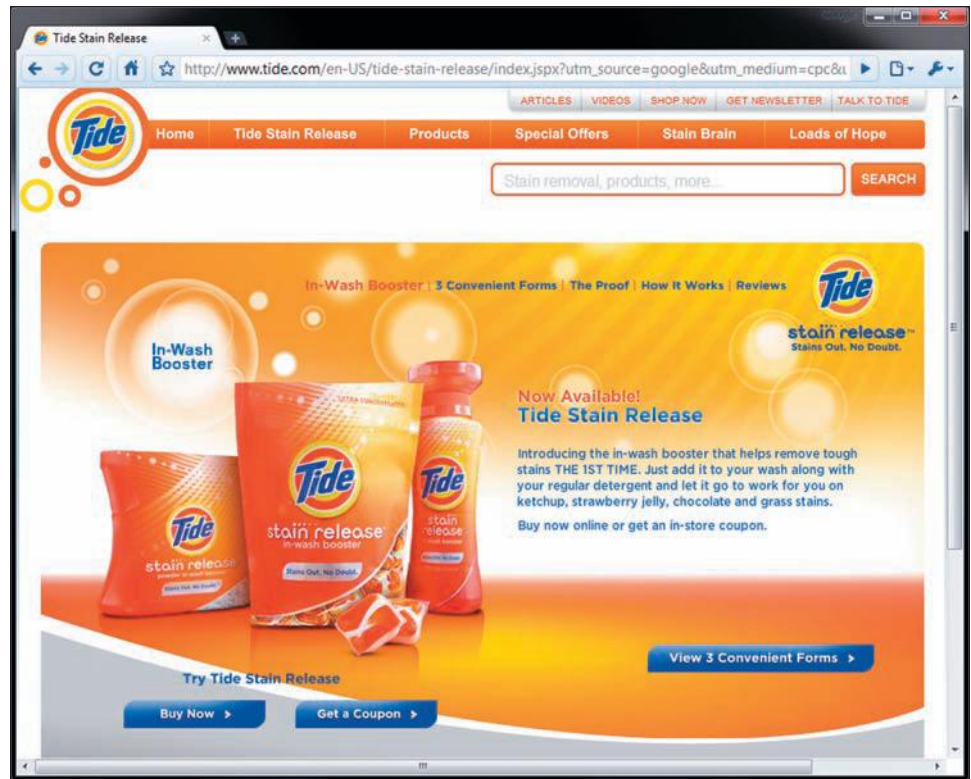 Tide Stain Release
http://www.tide.com/en-US/tide-stain-release/index.jspx?utm_source=google&utm_medium=cpc&u
ARTICLES VIDEOS SHOP NOW GET NEWSLETTER TALK TO TIDE
Tide
Home Tide Stain Release Products Special Offers Stain Brain Loads of Hope
Stain removal, products, more...
SEARCH
In-Wash Booster | 3 Convenient Forms | The Proof | How It Works | Reviews
Tide
stain release™
Stains Out. No Doubt.
In-Wash
Booster
Now Available!
Tide Stain Release
Introducing the in-wash booster that helps remove tough
stains THE 1ST TIME. Just add it to your wash along with
your regular detergent and let it go to work for you on
ketchup, strawberry jelly, chocolate and grass stains.
Buy now online or get an in-store coupon.
Tide
stain release
Stains Out. No Doubt.
ULTRA CONCENTRATED
Tide
stain release
in-wash booster
Stains Out. No Doubt.
Tide
stain
release
View 3 Convenient Forms >
Try Tide Stain Release
Buy Now >
Get a Coupon >